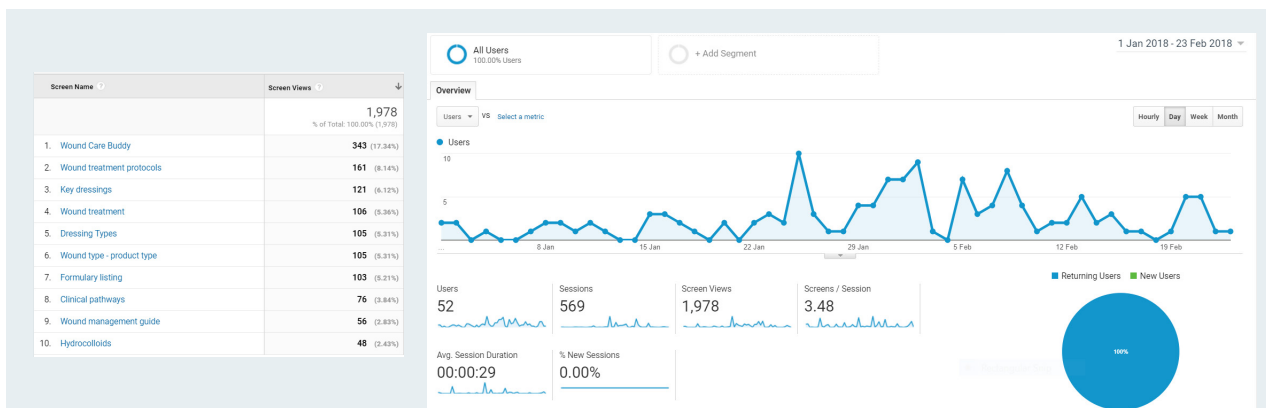 Screen Name
Screen Views
1,978
% of Total: 100.00% (1,978)
1. Wound Care Buddy 343 (17.34%)
2. Wound treatment protocols 161 (8.14%)
3. Key dressings 121 (6.12%)
4. Wound treatment 106 (5.36%)
5. Dressing Types 105 (5.31%)
6. Wound type - product type 105 (5.31%)
7. Formulary listing 103 (5.21%)
8. Clinical pathways 76 (3.84%)
9. Wound management guide 56 (2.83%)
10. Hydrocolloids 48 (2.43%)
All Users
100.00% Users
+ Add Segment
1 Jan 2018 - 23 Feb 2018
Overview
Users VS Select a metric
Hourly Day Week Month
Users
10
5
... 8 Jan 15 Jan 22 Jan 29 Jan 5 Feb 12 Feb 19 Feb
Returning Users New Users
Users Sessions Screen Views Screens / Session
52 569 1,978 3.48
Avg. Session Duration % New Sessions
00:00:29 0.00%
100%